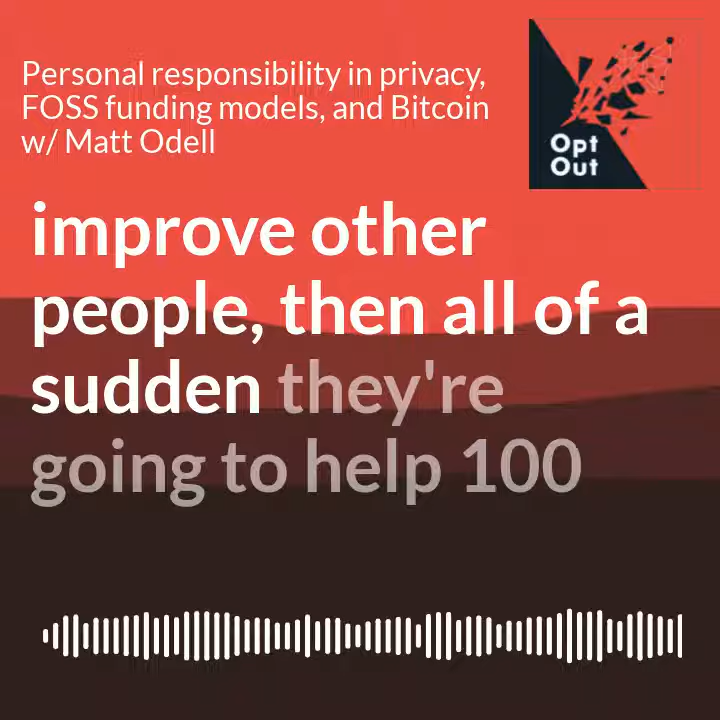 Personal responsibility in privacy,
FOSS funding models, and Bitcoin
w/ Matt Odell
Opt
Out
improve other
people, then all of a
sudden they're
going to help 100